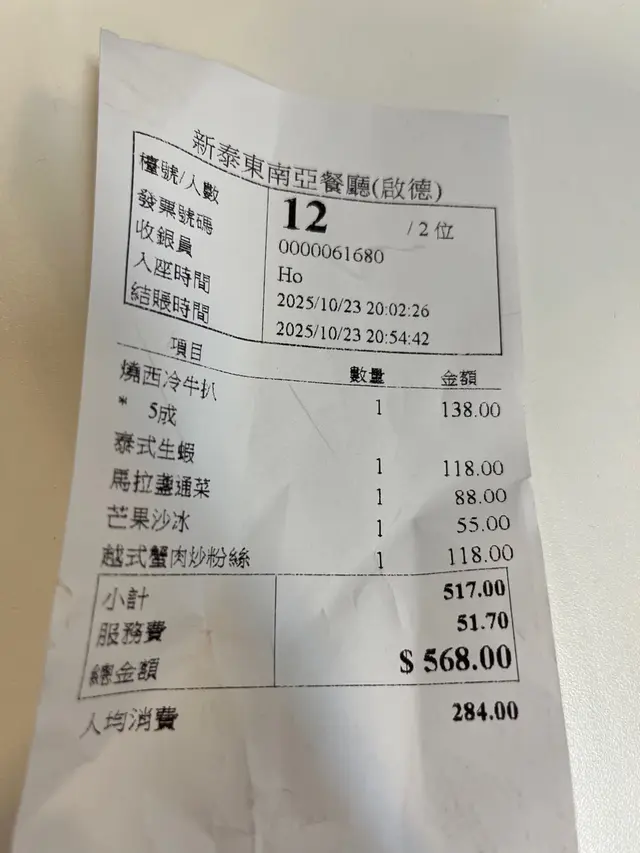 新泰東南亞餐廳(啟德)
檯號/人數 12 / 2 位
發票號碼 0000061680
收銀員 Ho
入座時間 2025/10/23 20:02:26
結賬時間 2025/10/23 20:54:42
項目 數量 金額
燒西冷牛扒 1 138.00
* 5成
泰式生蝦 1 118.00
馬拉盞通菜 1 88.00
芒果沙冰 1 55.00
越式蟹肉炒粉絲 1 118.00
小計 517.00
服務費 51.70
總金額 $ 568.00
人均消費 284.00